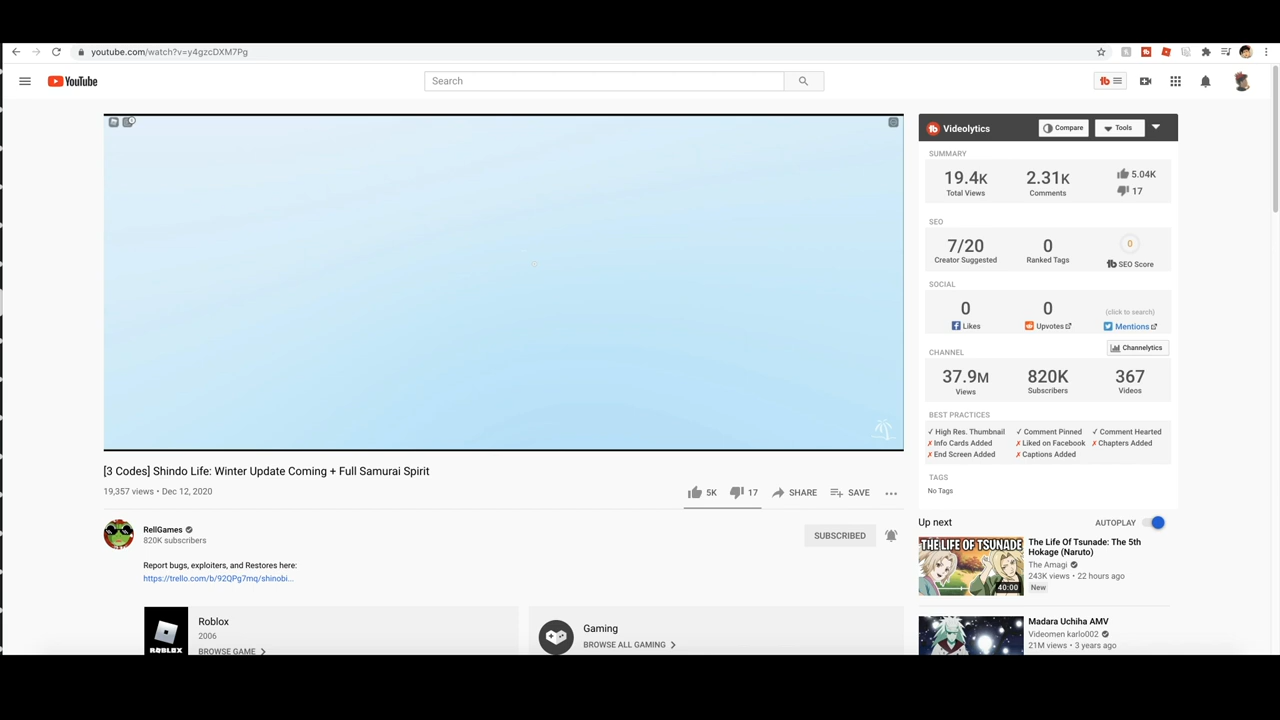 youtube.com/watch?v=y4gzcDXM7Pg
YouTube
Search
[3 Codes] Shindo Life: Winter Update Coming + Full Samurai Spirit
19,357 views • Dec 12, 2020
5K
17
SHARE
SAVE
RellGames
820K subscribers
SUBSCRIBED
Report bugs, exploiters, and Restores here:
https://trello.com/b/92QPg7mq/shinobi...
ROBLOX
Roblox
2006
BROWSE GAME
Gaming
BROWSE ALL GAMING
Videolytics
Compare
Tools
SUMMARY
19.4K
Total Views
2.31K
Comments
5.04K
17
SEO
7/20
Creator Suggested
0
Ranked Tags
0
SEO Score
SOCIAL
0
Likes
0
Upvotes
(click to search)
Mentions
CHANNEL
Channelytics
37.9M
Views
820K
Subscribers
367
Videos
BEST PRACTICES
✓ High Res. Thumbnail ✓ Comment Pinned ✓ Comment Hearted
✗ Info Cards Added ✗ Liked on Facebook ✗ Chapters Added
✗ End Screen Added ✗ Captions Added
TAGS
No Tags
Up next
AUTOPLAY
THE LIFE OF TSUNADE
40:00
The Life Of Tsunade: The 5th
Hokage (Naruto)
The Amagi
243K views • 22 hours ago
New
Madara Uchiha AMV
Videomen karlo002
21M views • 3 years ago